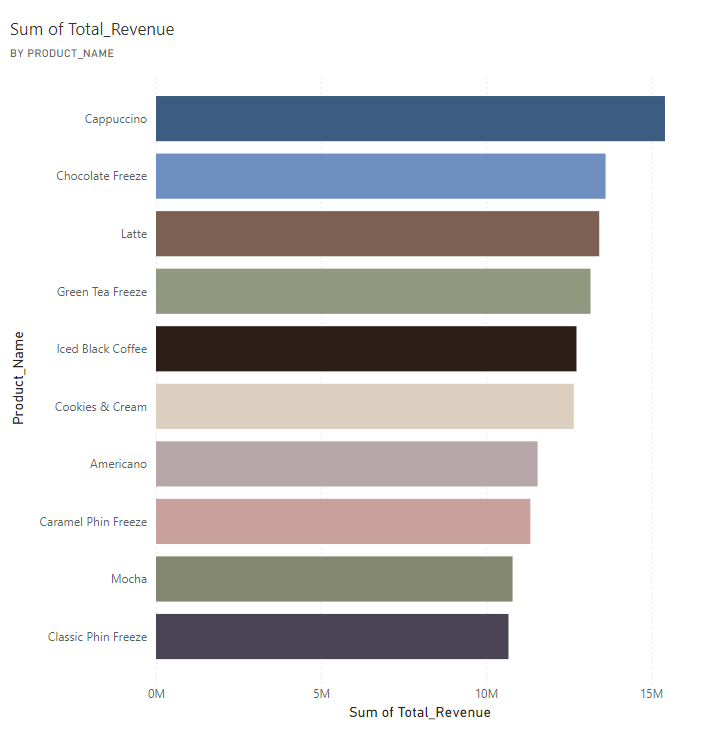 Sum of Total_Revenue
BY PRODUCT_NAME
Product_Name
Cappuccino
Chocolate Freeze
Latte
Green Tea Freeze
Iced Black Coffee
Cookies & Cream
Americano
Caramel Phin Freeze
Mocha
Classic Phin Freeze
0M 5M 10M 15M
Sum of Total_Revenue